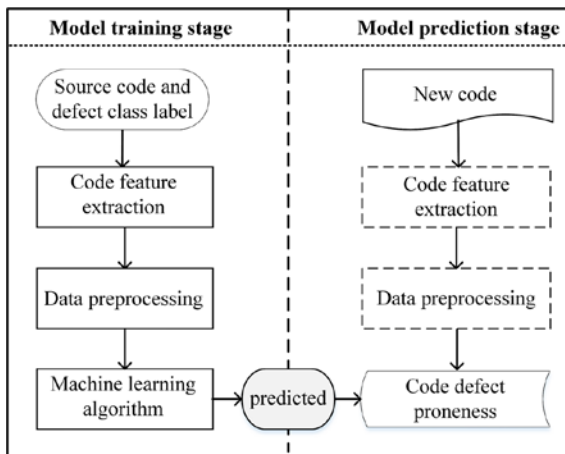 Model training stage
Model prediction stage
Source code and
defect class label
Code feature
extraction
Data preprocessing
Machine learning
algorithm
predicted
New code
Code feature
extraction
Data preprocessing
Code defect
proneness